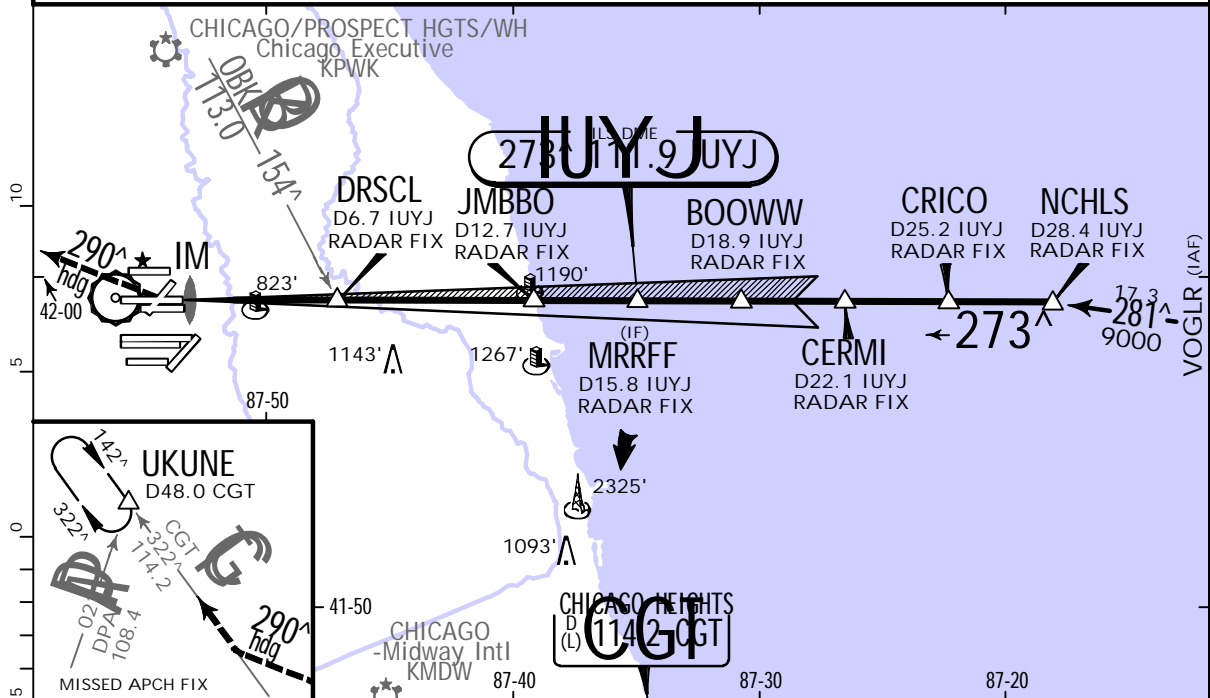 CHICAGO/PROSPECT HGTS/WH
Chicago Executive
KPWK
OBK
113.0
154^
ILS DME
273^ 111.9 IUYJ
IUYJ
DRSCL
D6.7 IUYJ
RADAR FIX
JMBBO
D12.7 IUYJ
RADAR FIX
BOOWW
D18.9 IUYJ
RADAR FIX
CRICO
D25.2 IUYJ
RADAR FIX
NCHLS
D28.4 IUYJ
RADAR FIX
290^
hdg
IM
823'
1190'
42-00
17.3
281^
9000
VOGLR (IAF)
273^
1143'
1267'
(IF)
MRRFF
D15.8 IUYJ
RADAR FIX
CERMI
D22.1 IUYJ
RADAR FIX
10
5
0
5
87-50
2325'
1093'
142^
322^
UKUNE
D48.0 CGT
CGT
322^
114.2
02
DPA
108.4
290^
hdg
MISSED APCH FIX
41-50
CHICAGO
-Midway Intl
KMDW
CHICAGO HEIGHTS
D
(L)
114.2 CGT
CGT
87-40
87-30
87-20